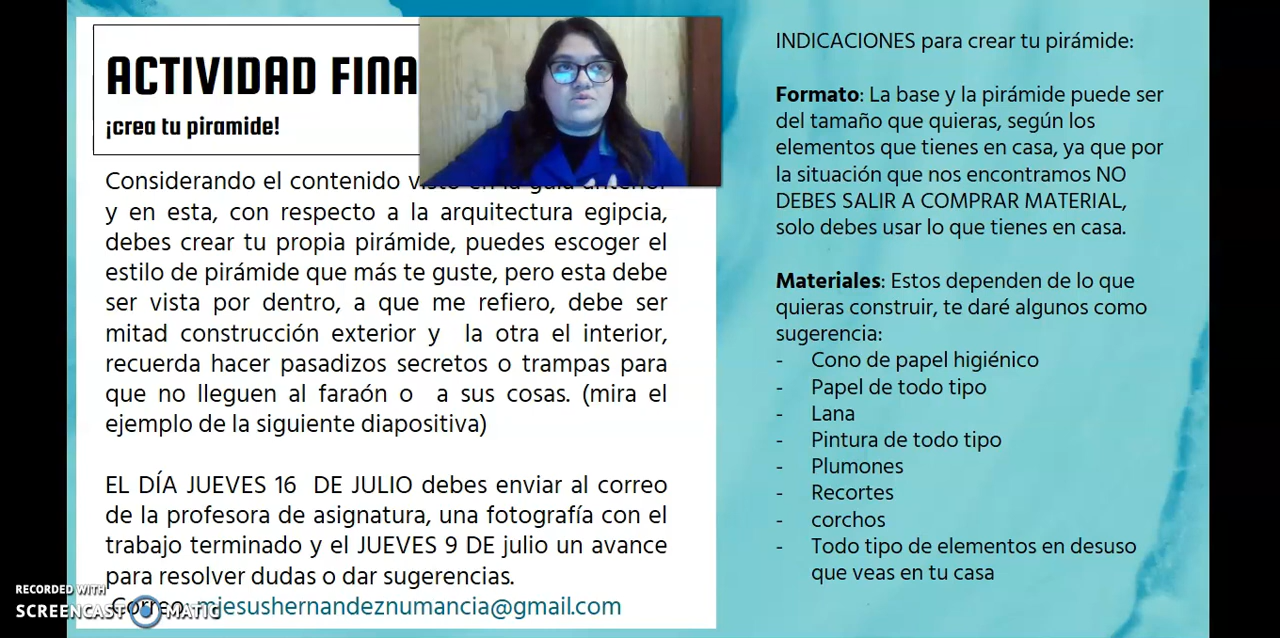 ACTIVIDAD FINA
¡crea tu piramide!
Considerando el contenido visto en la guía anterior
y en esta, con respecto a la arquitectura egipcia,
debes crear tu propia pirámide, puedes escoger el
estilo de pirámide que más te guste, pero esta debe
ser vista por dentro, a que me refiero, debe ser
mitad construcción exterior y la otra el interior,
recuerda hacer pasadizos secretos o trampas para
que no lleguen al faraón o a sus cosas. (mira el
ejemplo de la siguiente diapositiva)
EL DÍA JUEVES 16 DE JULIO debes enviar al correo
de la profesora de asignatura, una fotografía con el
trabajo terminado y el JUEVES 9 DE julio un avance
para resolver dudas o dar sugerencias.
Correo: mjesushernandeznumancia@gmail.com
INDICACIONES para crear tu pirámide:
Formato: La base y la pirámide puede ser
del tamaño que quieras, según los
elementos que tienes en casa, ya que por
la situación que nos encontramos NO
DEBES SALIR A COMPRAR MATERIAL,
solo debes usar lo que tienes en casa.
Materiales: Estos dependen de lo que
quieras construir, te daré algunos como
sugerencia:
- Cono de papel higiénico
- Papel de todo tipo
- Lana
- Pintura de todo tipo
- Plumones
- Recortes
- corchos
- Todo tipo de elementos en desuso
que veas en tu casa
RECORDED WITH
SCREENCAST MATIC